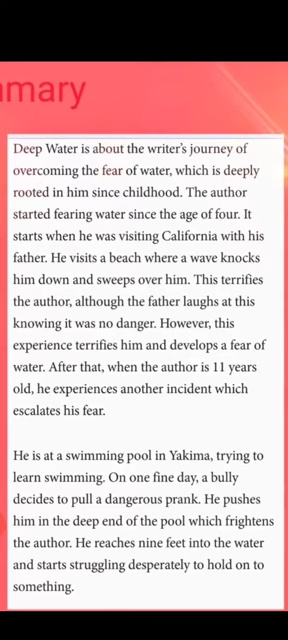 mmary
Deep Water is about the writer's journey of
overcoming the fear of water, which is deeply
rooted in him since childhood. The author
started fearing water since the age of four. It
starts when he was visiting California with his
father. He visits a beach where a wave knocks
him down and sweeps over him. This terrifies
the author, although the father laughs at this
knowing it was no danger. However, this
experience terrifies him and develops a fear of
water. After that, when the author is 11 years
old, he experiences another incident which
escalates his fear.
He is at a swimming pool in Yakima, trying to
learn swimming. On one fine day, a bully
decides to pull a dangerous prank. He pushes
him in the deep end of the pool which frightens
the author. He reaches nine feet into the water
and starts struggling desperately to hold on to
something.